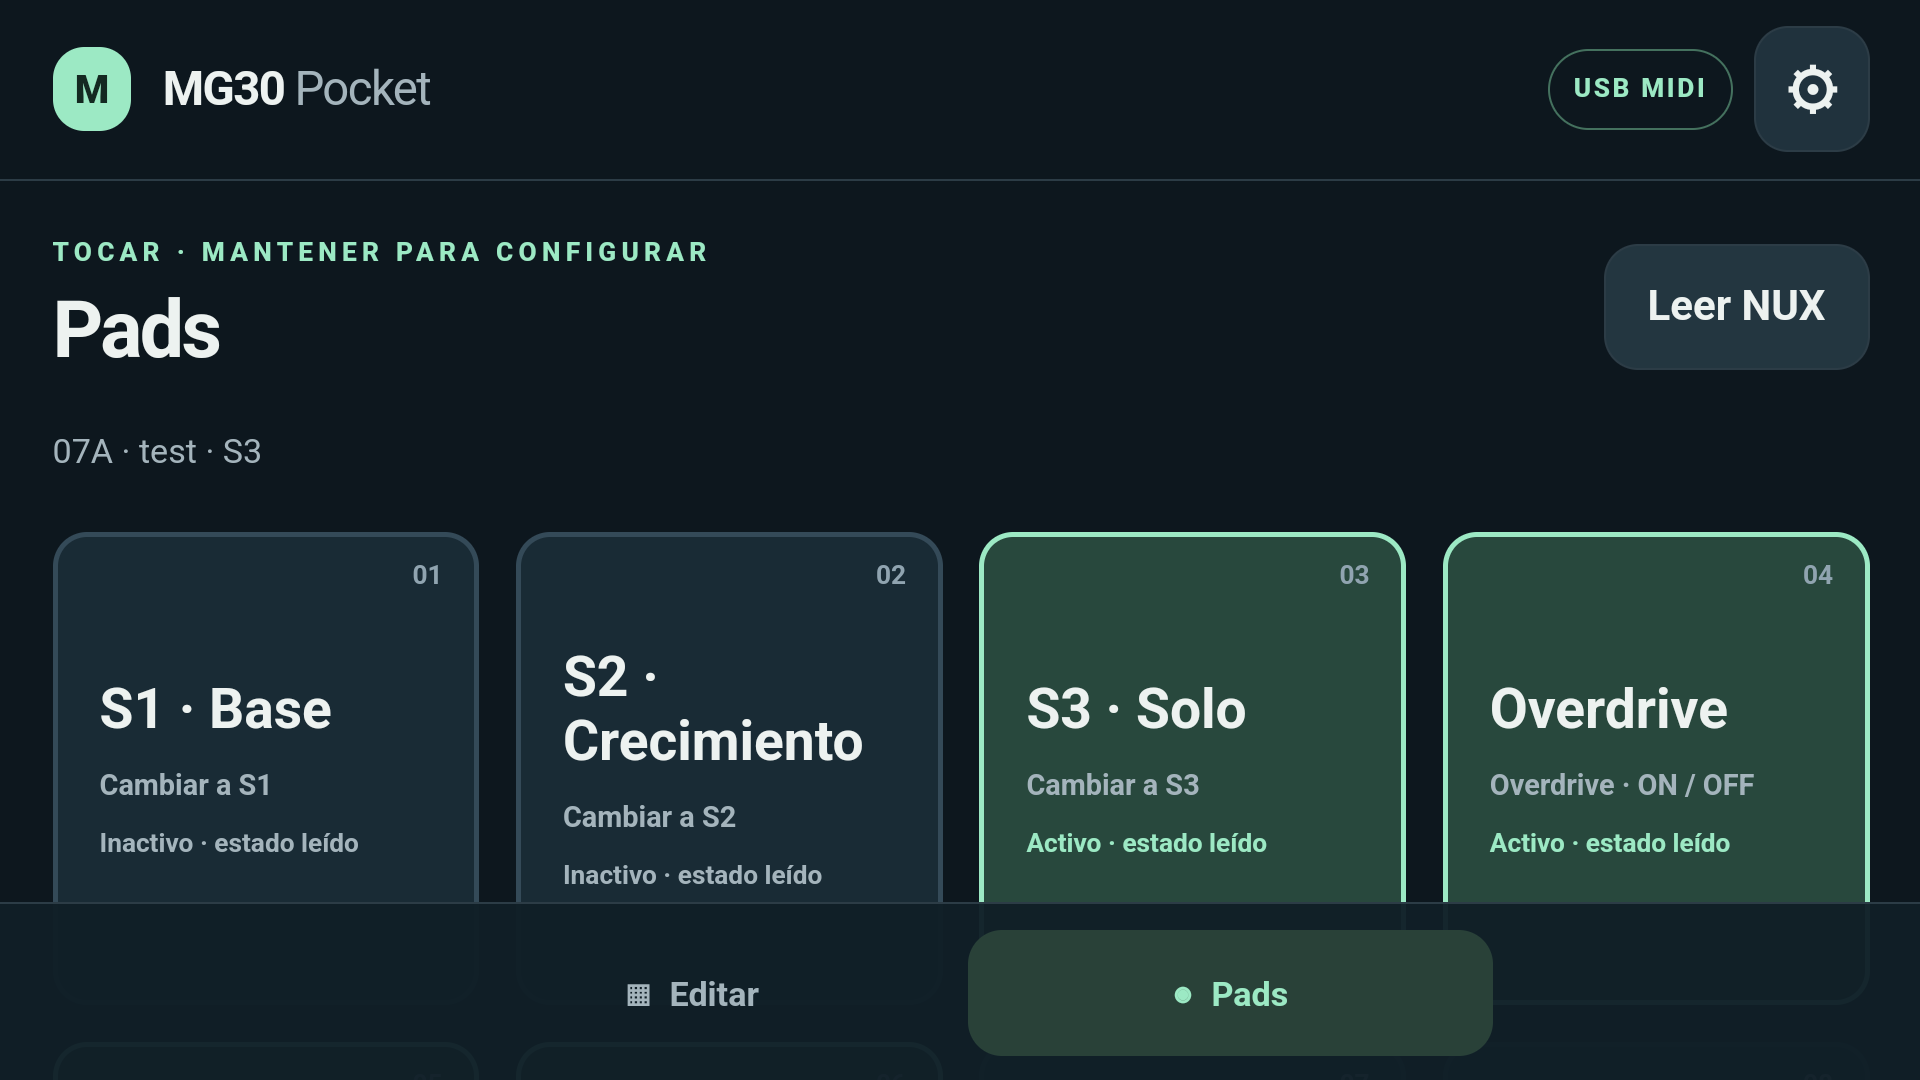 M
MG30 Pocket
USB MIDI
TOCAR · MANTENER PARA CONFIGURAR
Pads
Leer NUX
07A · test · S3
01
S1 · Base
Cambiar a S1
Inactivo · estado leído
02
S2 ·
Crecimiento
Cambiar a S2
Inactivo · estado leído
03
S3 · Solo
Cambiar a S3
Activo · estado leído
04
Overdrive
Overdrive · ON / OFF
Activo · estado leído
Editar
Pads